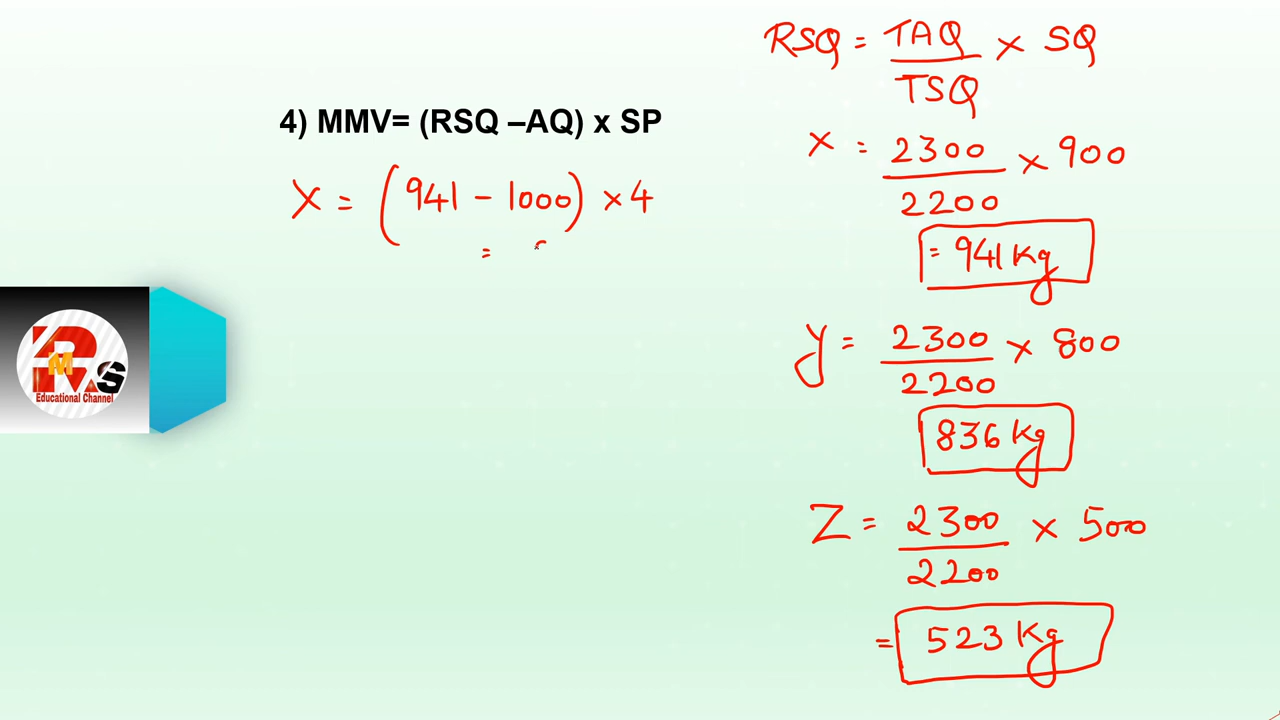 4) MMV= (RSQ –AQ) x SP
X = (941 - 1000) × 4
=
RSQ = TAQ/TSQ × SQ
X = 2300/2200 × 900
= 941 Kg
y = 2300/2200 × 800
836 Kg
Z = 2300/2200 × 500
= 523 Kg
RMS
Educational Channel